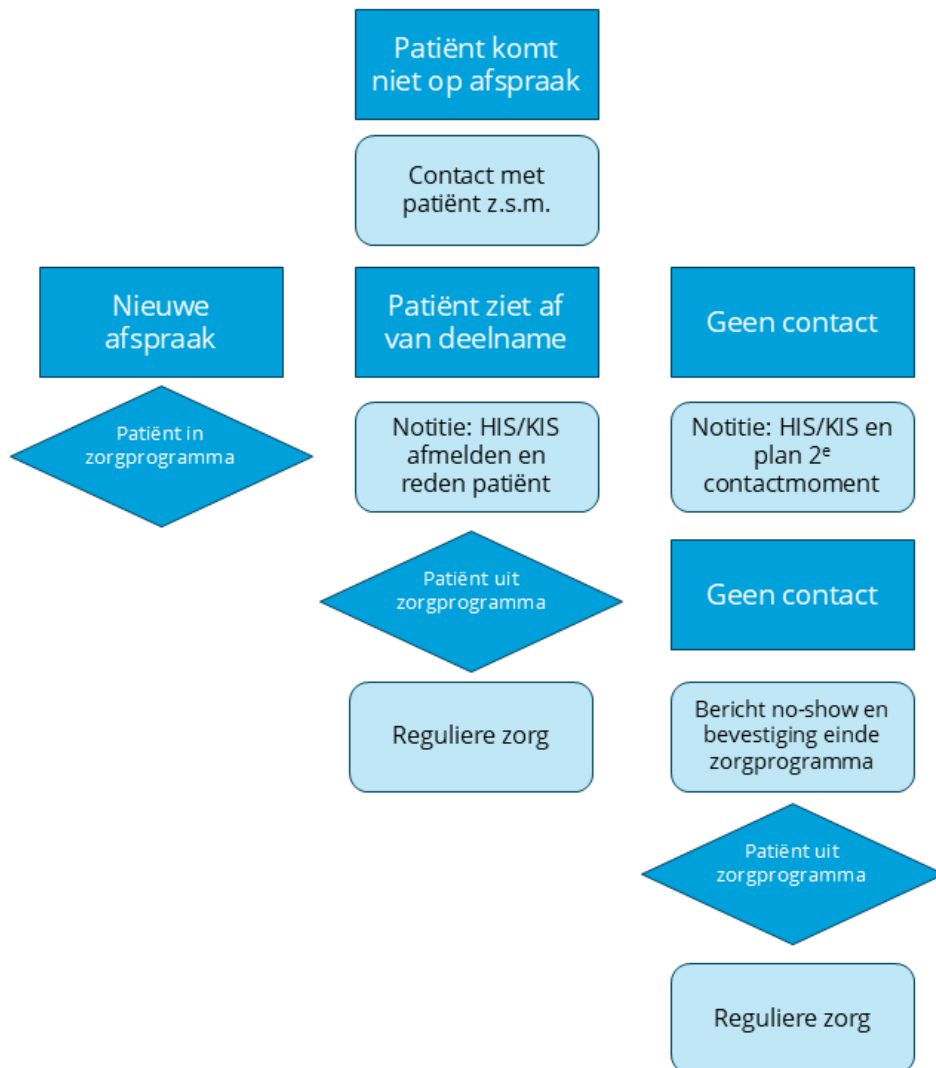 Patiënt komt
niet op afspraak
Contact met
patiënt z.s.m.
Nieuwe
afspraak
Patiënt ziet af
van deelname
Geen contact
Patiënt in
zorgprogramma
Notitie: HIS/KIS
afmelden en
reden patiënt
Notitie: HIS/KIS en
plan 2ᵉ
contactmoment
Patiënt uit
zorgprogramma
Geen contact
Reguliere zorg
Bericht no-show en
bevestiging einde
zorgprogramma
Patiënt uit
zorgprogramma
Reguliere zorg